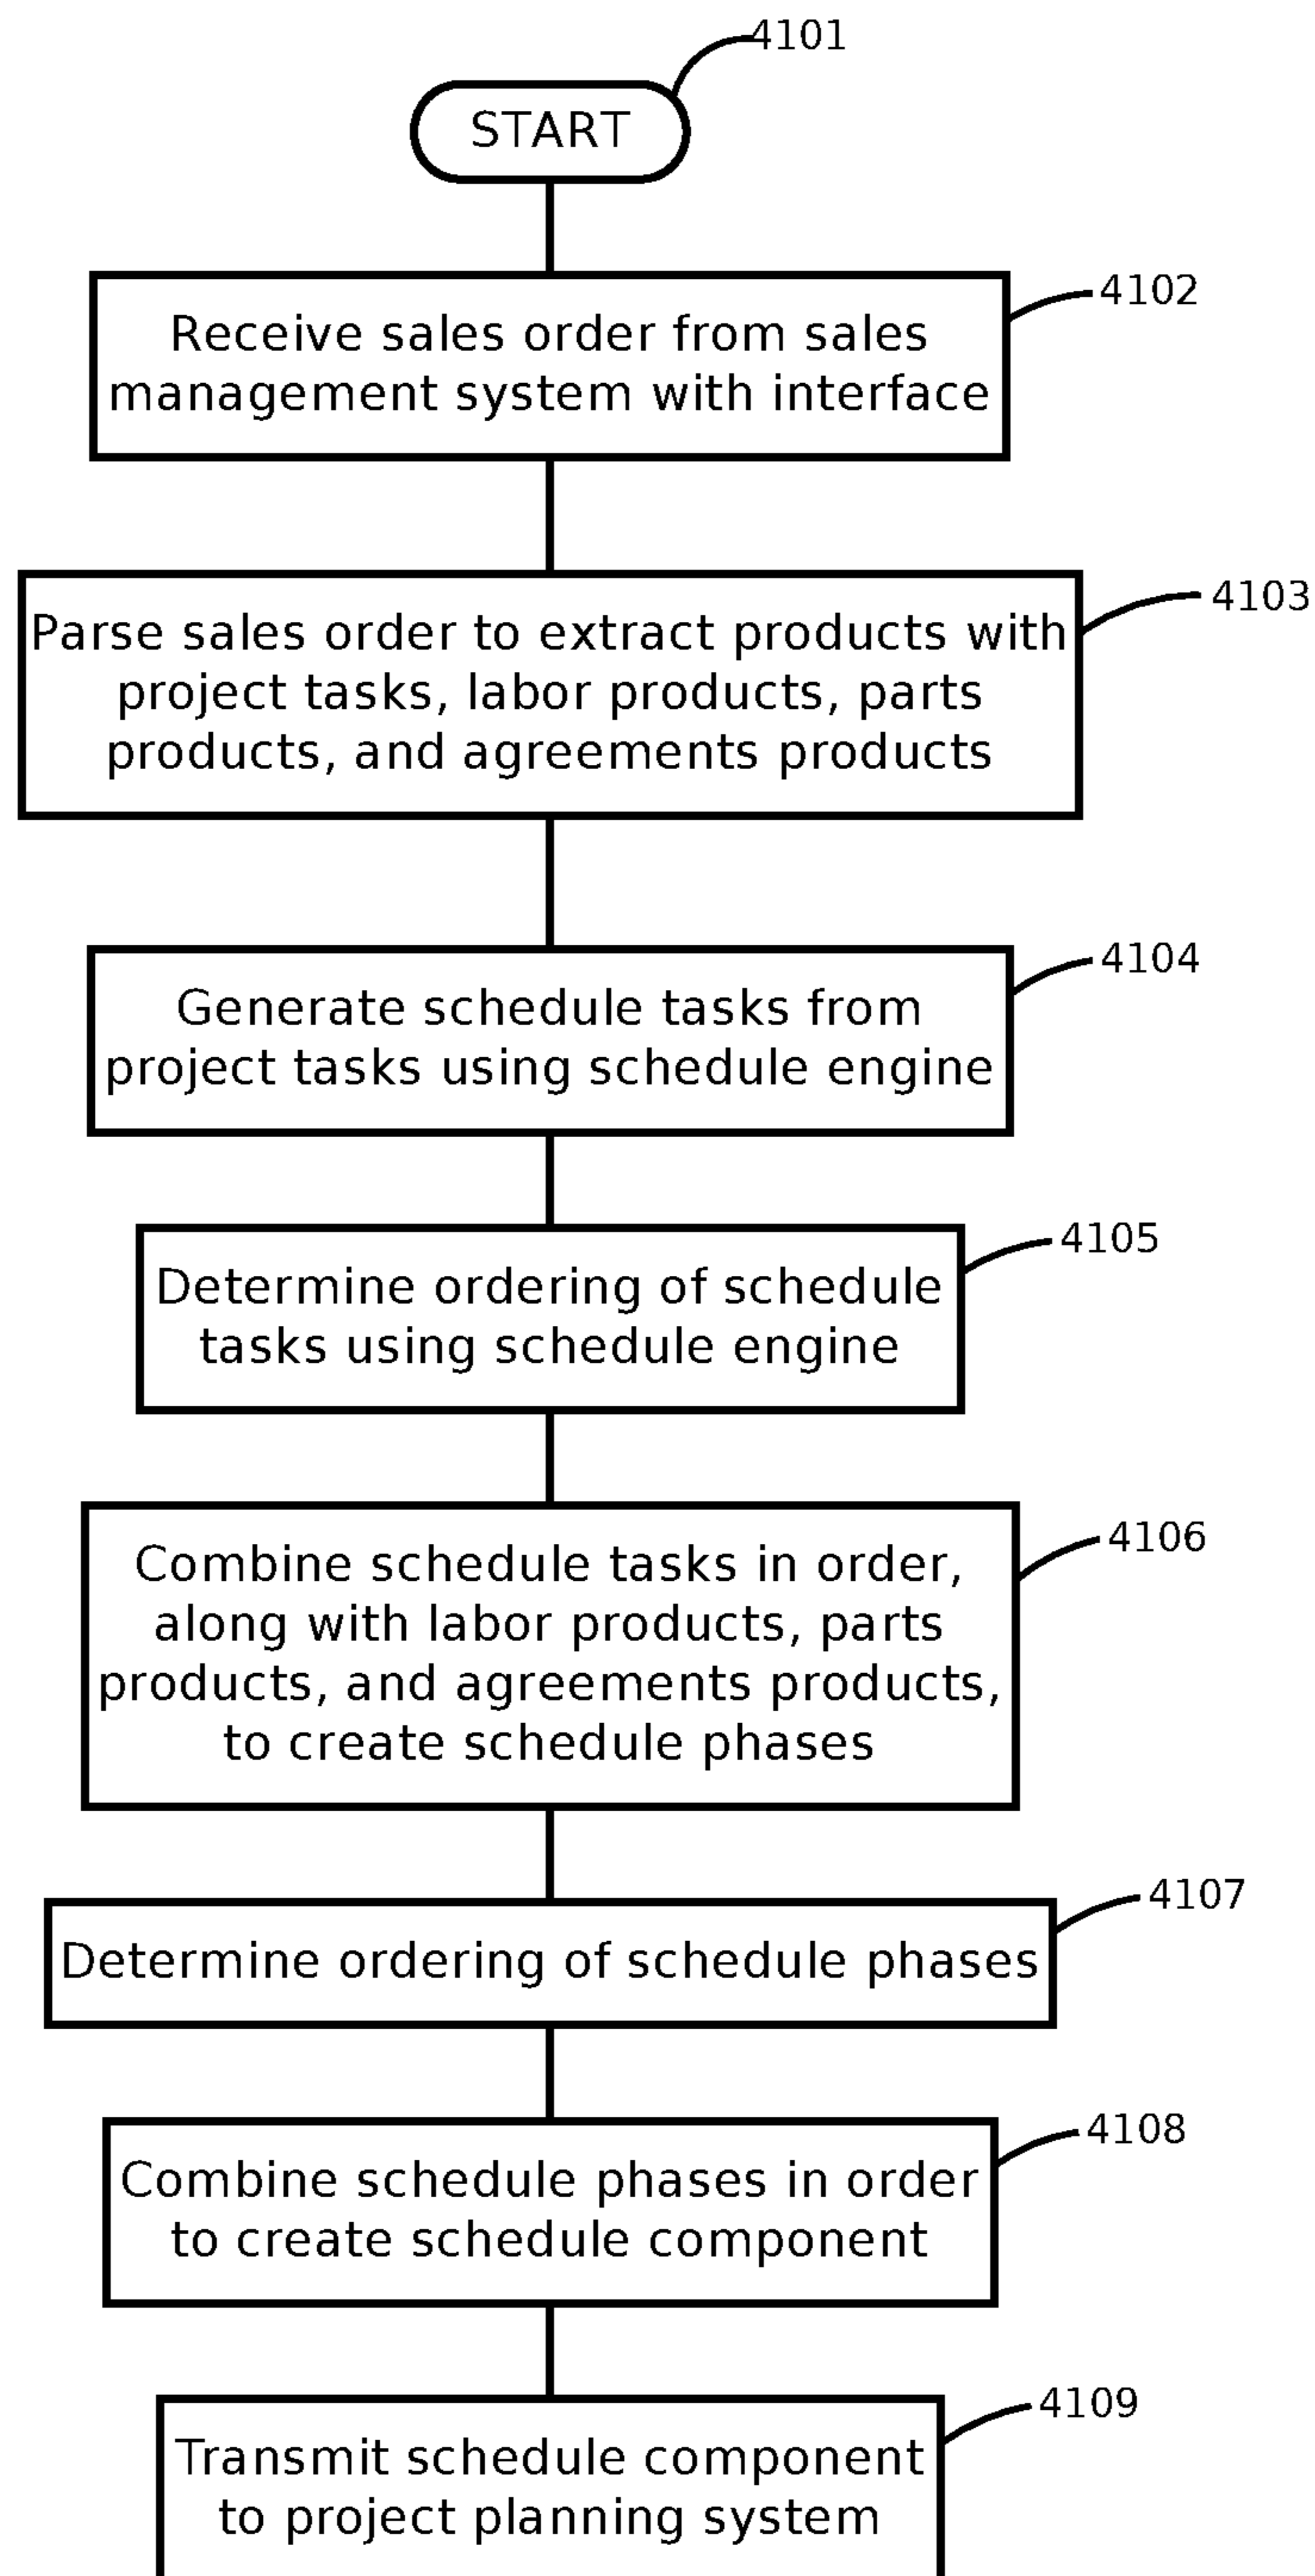 4101
START
4102
Receive sales order from sales
management system with interface
4103
Parse sales order to extract products with
project tasks, labor products, parts
products, and agreements products
4104
Generate schedule tasks from
project tasks using schedule engine
4105
Determine ordering of schedule
tasks using schedule engine
4106
Combine schedule tasks in order,
along with labor products, parts
products, and agreements products,
to create schedule phases
4107
Determine ordering of schedule phases
4108
Combine schedule phases in order
to create schedule component
4109
Transmit schedule component
to project planning system